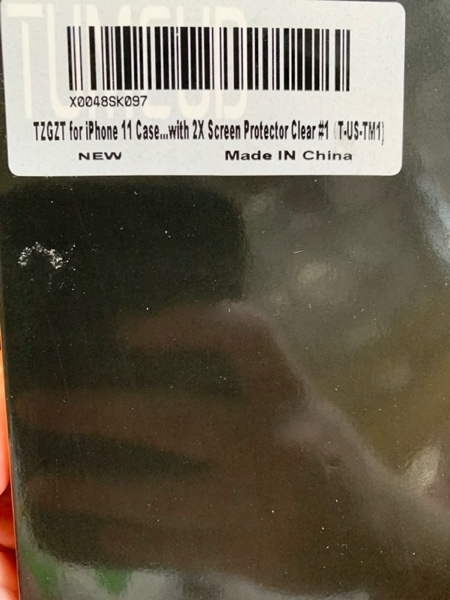 X0048SK097
TZGZT for iPhone 11 Case...with 2X Screen Protector Clear #1 (T-US-TM1)
NEW Made IN China